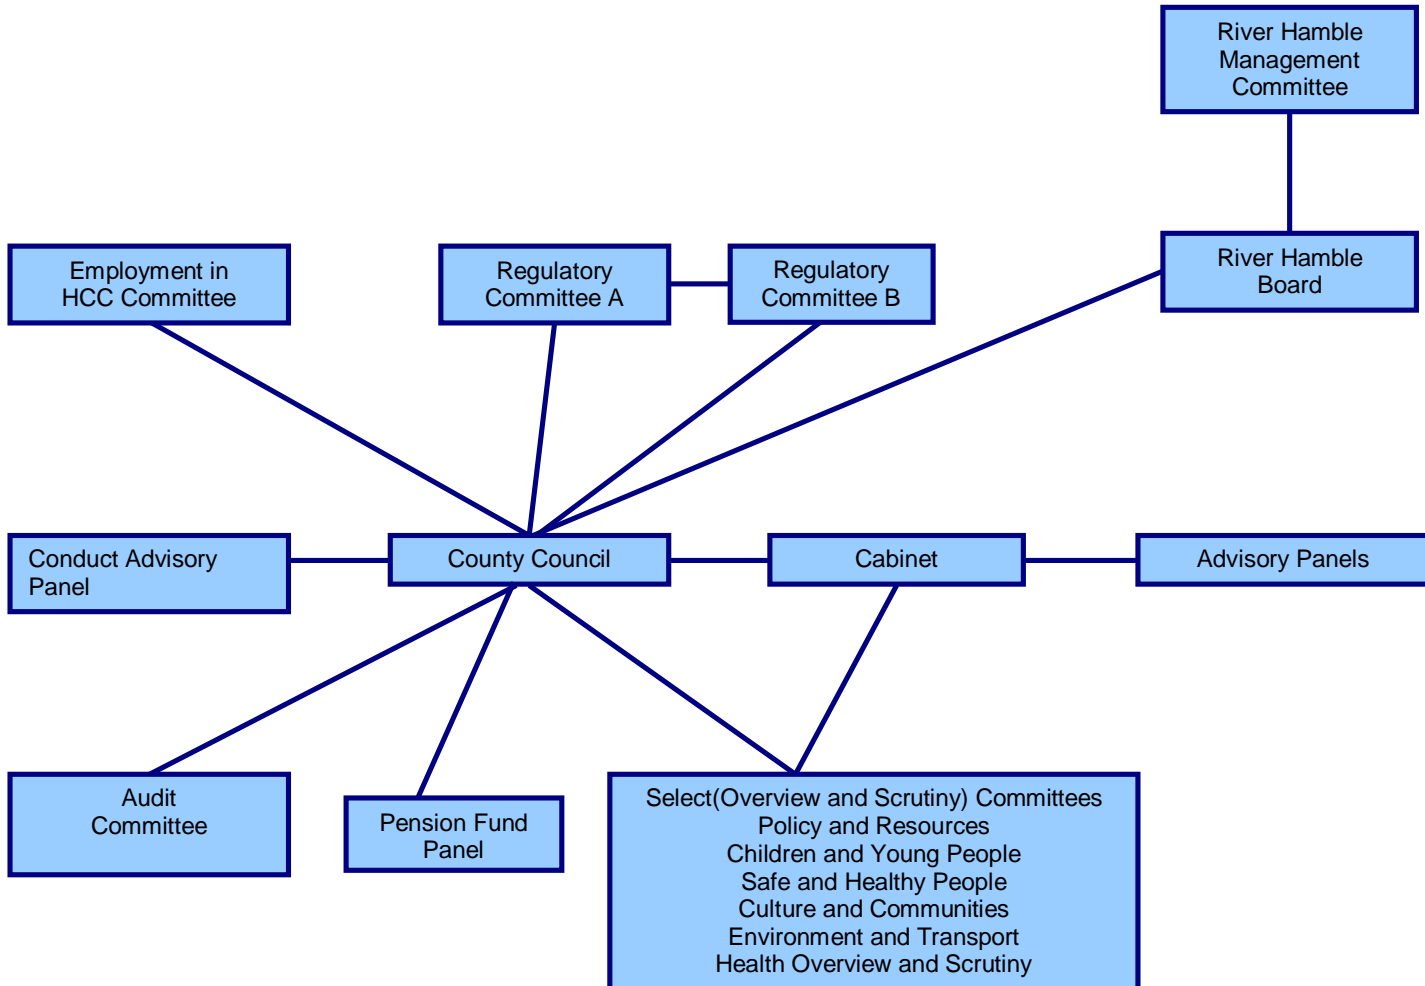 River Hamble
Management
Committee
Employment in
HCC Committee
Regulatory
Committee A
Regulatory
Committee B
River Hamble
Board
Conduct Advisory
Panel
County Council
Cabinet
Advisory Panels
Audit
Committee
Pension Fund
Panel
Select(Overview and Scrutiny) Committees
Policy and Resources
Children and Young People
Safe and Healthy People
Culture and Communities
Environment and Transport
Health Overview and Scrutiny